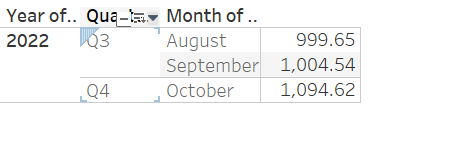 Year of.. Qua Month of ..
2022 Q3 August 999.65
September 1,004.54
Q4 October 1,094.62